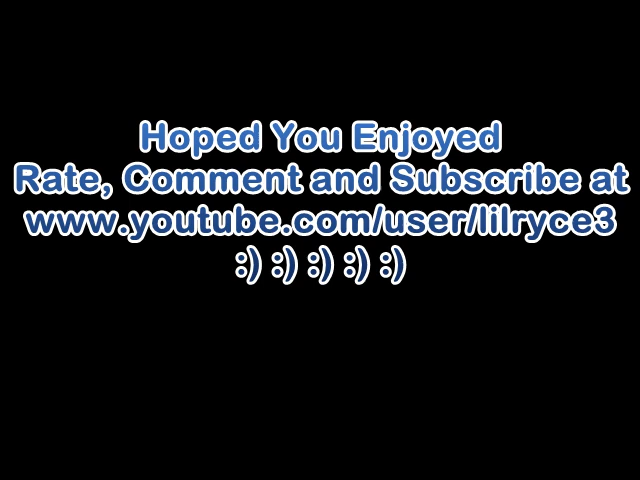 Hoped You Enjoyed
Rate, Comment and Subscribe at
www.youtube.com/user/lilryce3
:) :) :) :) :)